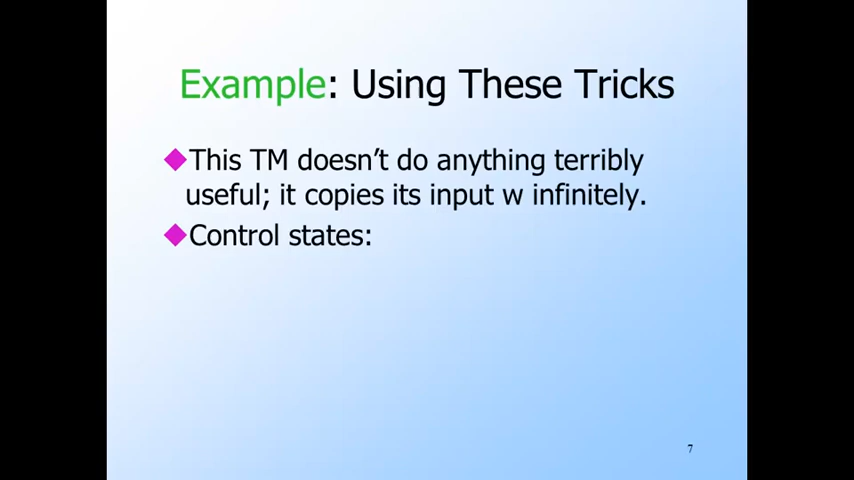 Example: Using These Tricks
This TM doesn’t do anything terribly
useful; it copies its input w infinitely.
Control states:
7